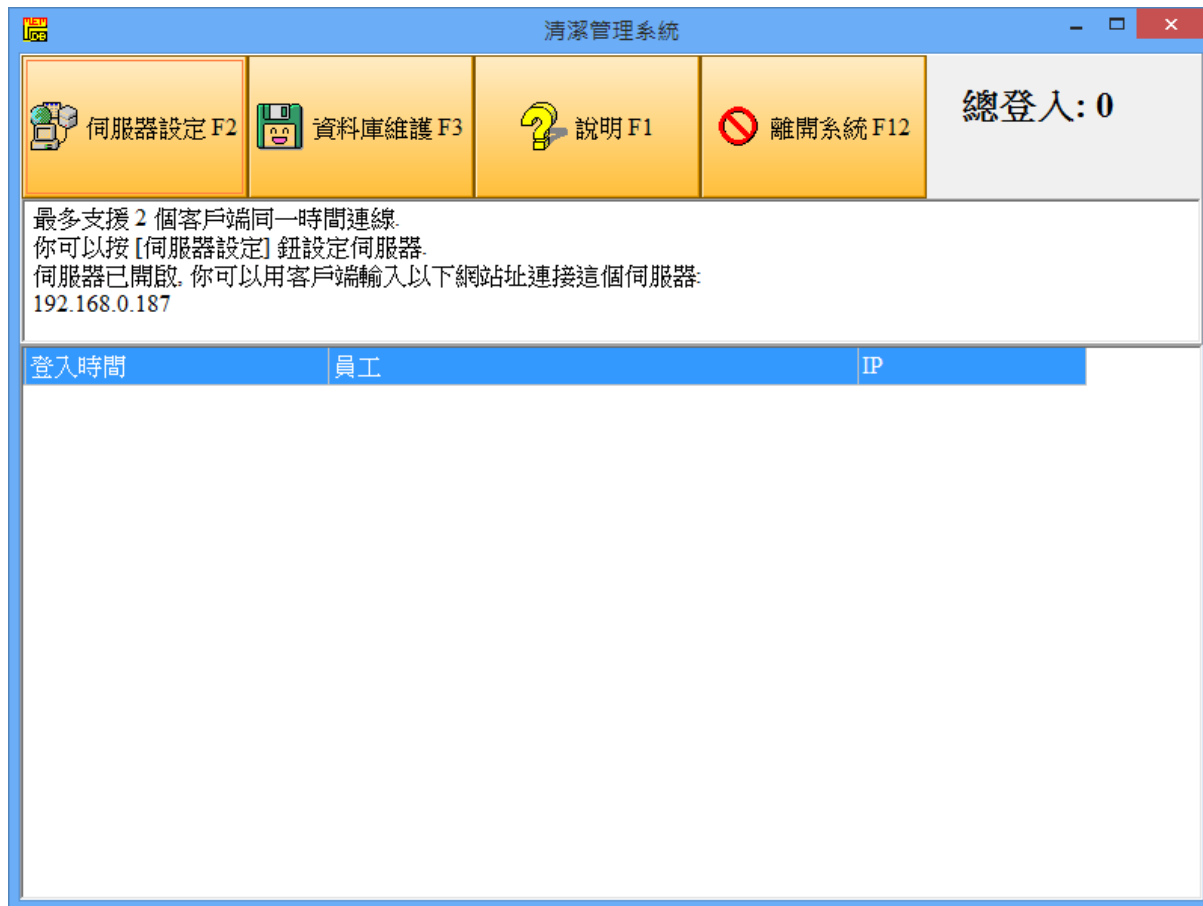 清潔管理系統
伺服器設定 F2
資料庫維護 F3
說明 F1
離開系統 F12
總登入: 0
最多支援 2 個客戶端同一時間連線.
你可以按 [伺服器設定] 鈕設定伺服器.
伺服器已開啟, 你可以用客戶端輸入以下網站址連接這個伺服器:
192.168.0.187
登入時間 員工 IP